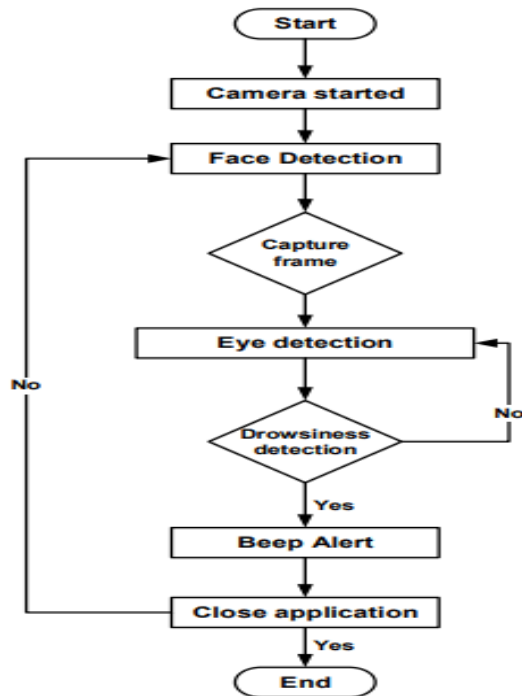 Start
Camera started
Face Detection
Capture
frame
Eye detection
No
No
Drowsiness
detection
Yes
Beep Alert
Close application
Yes
End